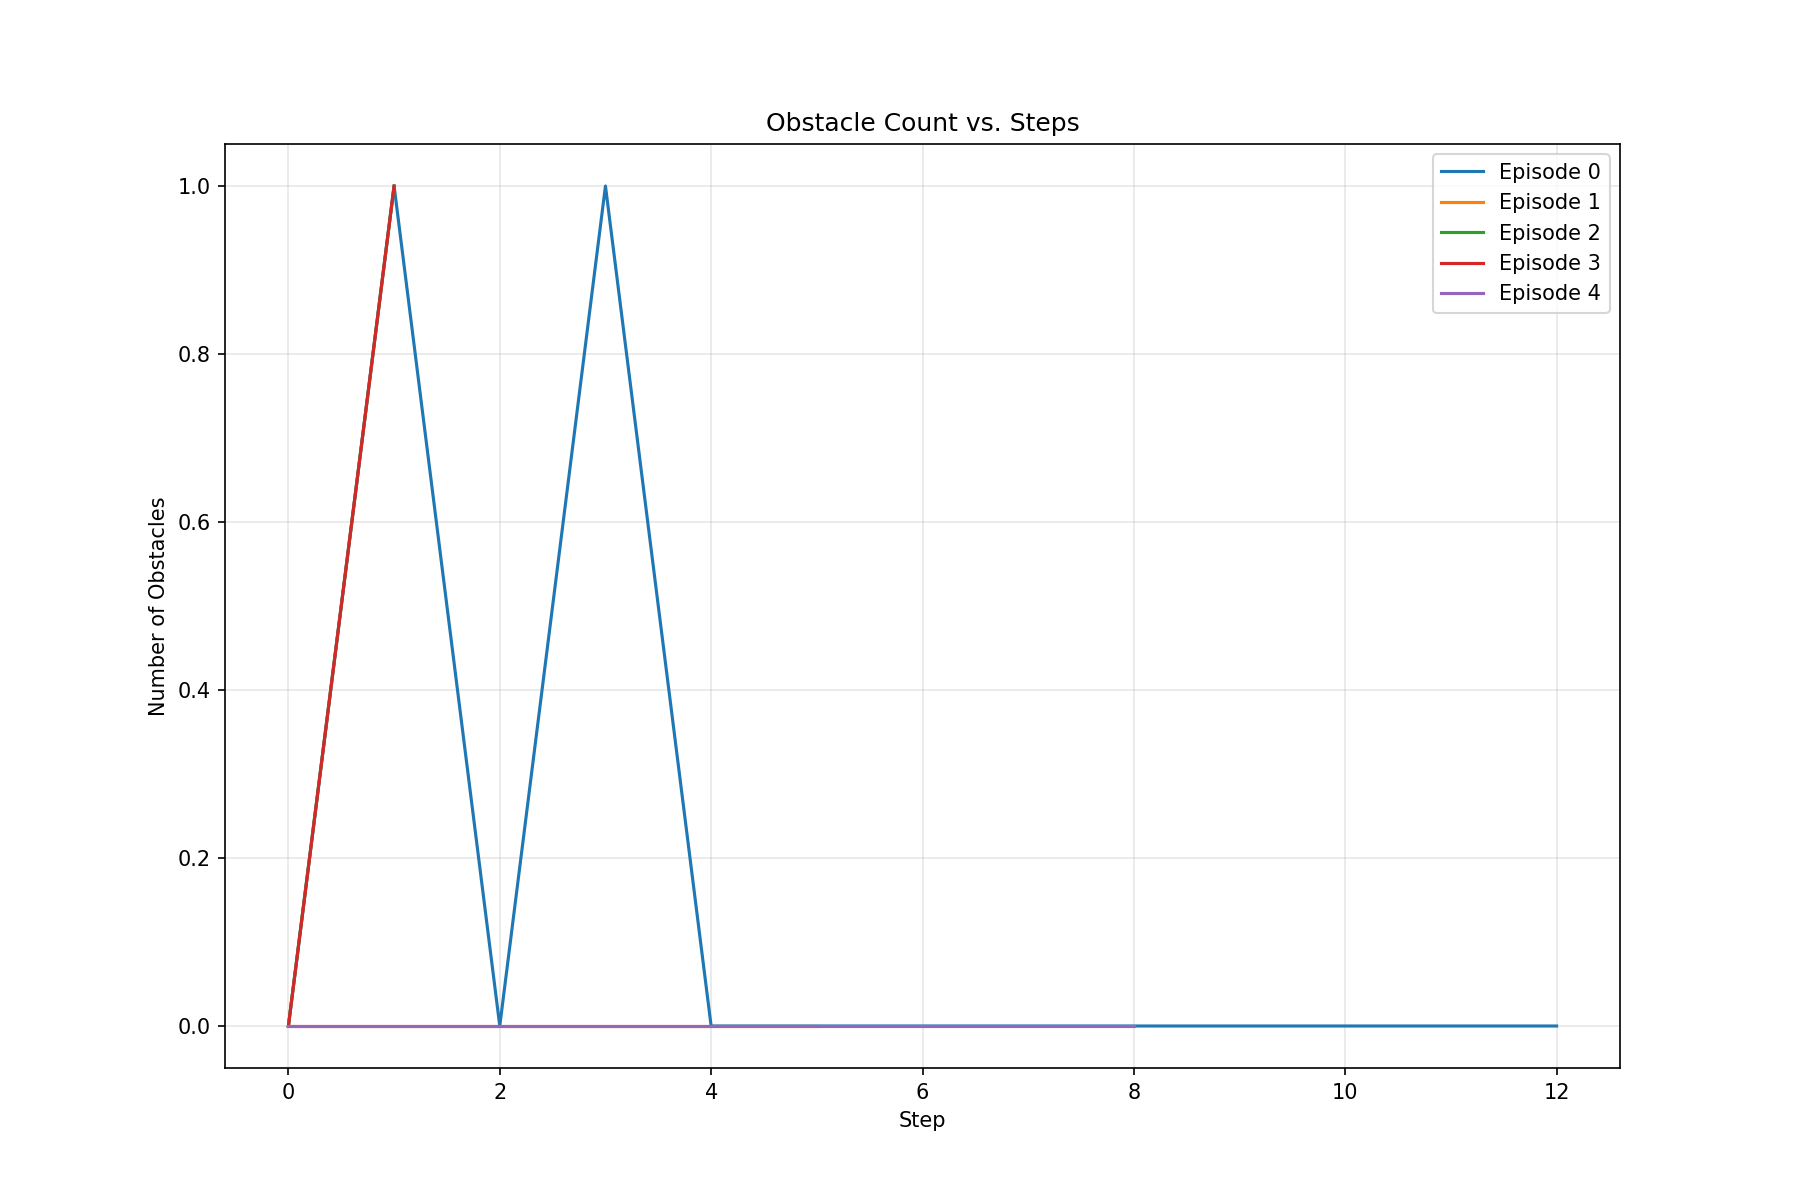 Obstacle Count vs. Steps
1.0
0.8
0.6
0.4
0.2
0.0
Number of Obstacles
0 2 4 6 8 10 12
Step
Episode 0
Episode 1
Episode 2
Episode 3
Episode 4